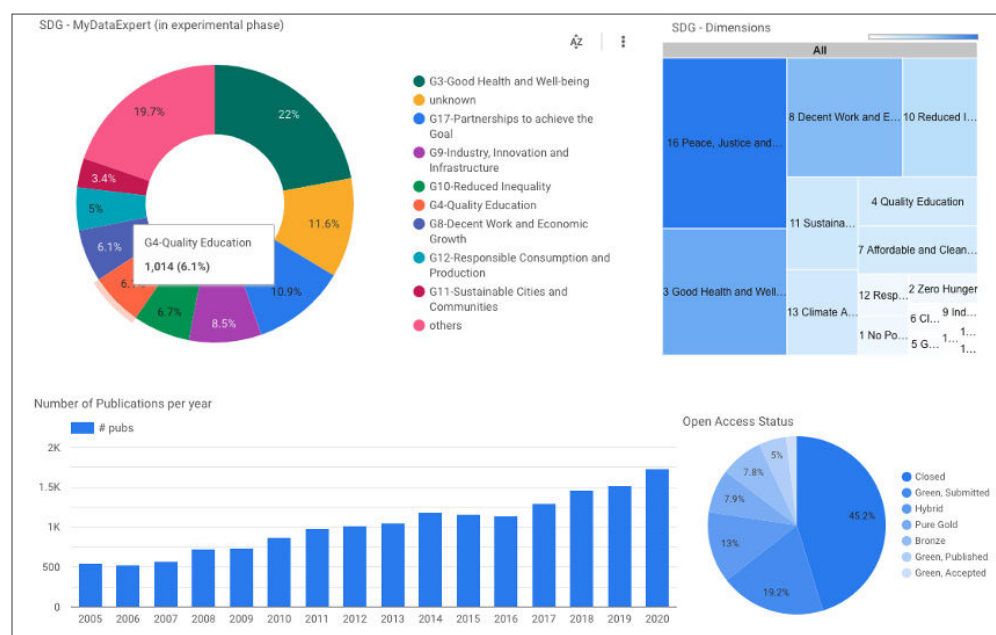 SDG - MyDataExpert (in experimental phase)
22%
11.6%
10.9%
8.5%
6.7%
6.1%
5%
3.4%
19.7%
G4-Quality Education
1,014 (6.1%)
G3-Good Health and Well-being
unknown
G17-Partnerships to achieve the
Goal
G9-Industry, Innovation and
Infrastructure
G10-Reduced Inequality
G4-Quality Education
G8-Decent Work and Economic
Growth
G12-Responsible Consumption and
Production
G11-Sustainable Cities and
Communities
others
SDG - Dimensions
All
16 Peace, Justice and...
8 Decent Work and E...
10 Reduced I...
11 Sustaina...
4 Quality Education
7 Affordable and Clean...
3 Good Health and Well...
13 Climate A...
12 Resp...
2 Zero Hunger
6 Cl...
9 Ind...
1 No Po...
5 G...
1...
1...
1...
Number of Publications per year
# pubs
2K
1.5K
1K
500
0
2005 2006 2007 2008 2009 2010 2011 2012 2013 2014 2015 2016 2017 2018 2019 2020
Open Access Status
45.2%
19.2%
13%
7.9%
7.8%
5%
Closed
Green, Submitted
Hybrid
Pure Gold
Bronze
Green, Published
Green, Accepted